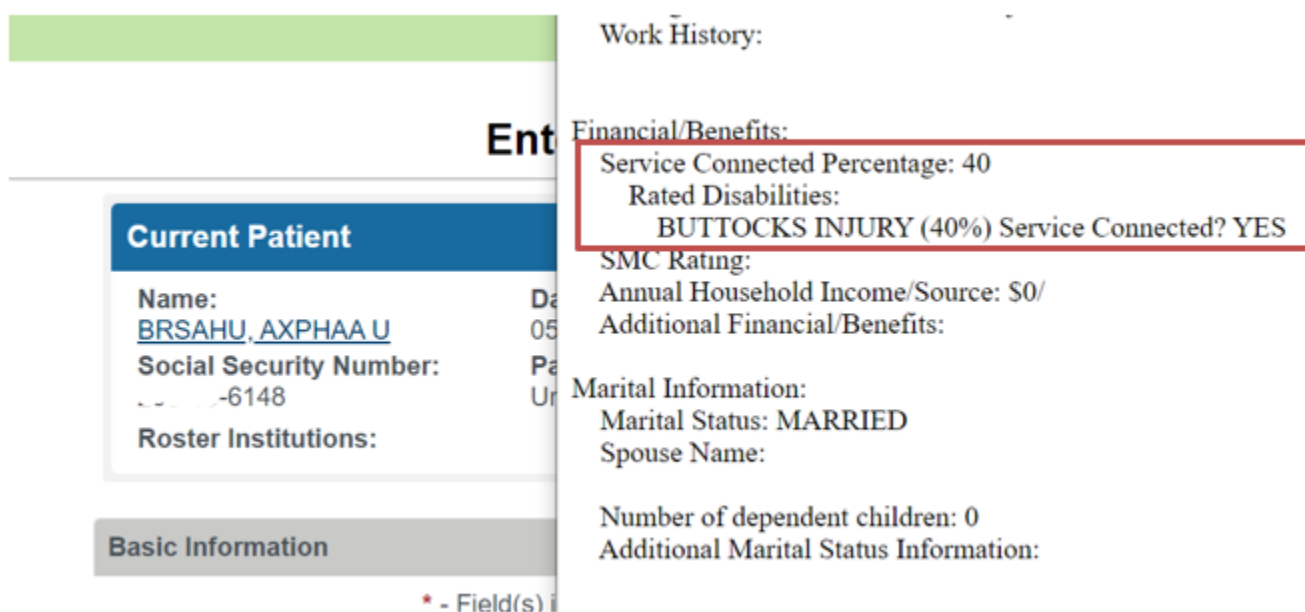 Ent
Current Patient
Name:
Da
BRSAHU, AXPHAA U
05
Social Security Number:
Pa
-6148
Ur
Roster Institutions:
Basic Information
* - Field(s) i
Work History:
Financial/Benefits:
Service Connected Percentage: 40
Rated Disabilities:
BUTTOCKS INJURY (40%) Service Connected? YES
SMC Rating:
Annual Household Income/Source: $0/
Additional Financial/Benefits:
Marital Information:
Marital Status: MARRIED
Spouse Name:
Number of dependent children: 0
Additional Marital Status Information: